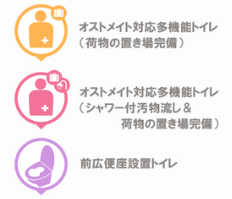 オストメイト対応多機能トイレ
（荷物の置き場完備）
オストメイト対応多機能トイレ
（シャワー付汚物流し＆
荷物の置き場完備）
前広便座設置トイレ